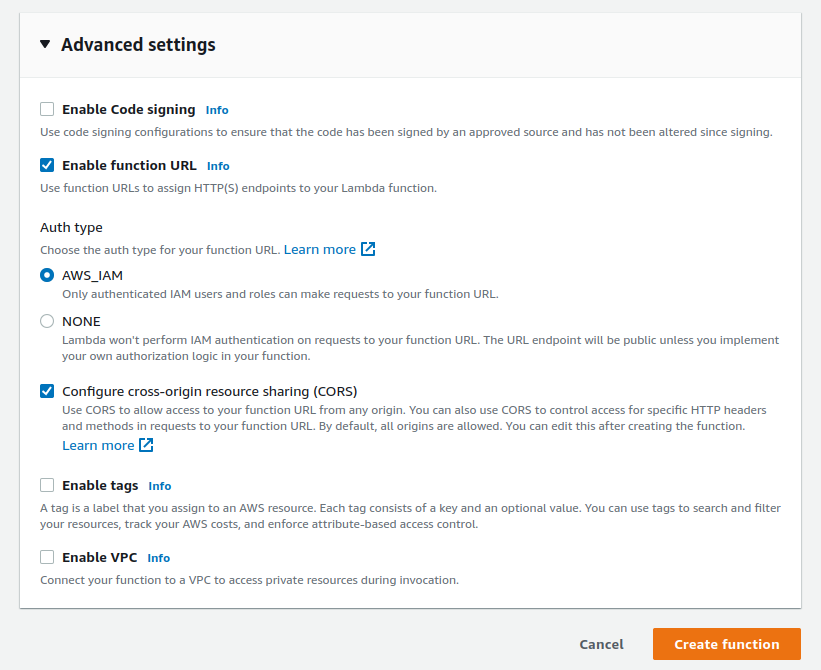 Advanced settings
Enable Code signing Info
Use code signing configurations to ensure that the code has been signed by an approved source and has not been altered since signing.
Enable function URL Info
Use function URLs to assign HTTP(S) endpoints to your Lambda function.
Auth type
Choose the auth type for your function URL. Learn more
AWS_IAM
Only authenticated IAM users and roles can make requests to your function URL.
NONE
Lambda won't perform IAM authentication on requests to your function URL. The URL endpoint will be public unless you implement
your own authorization logic in your function.
Configure cross-origin resource sharing (CORS)
Use CORS to allow access to your function URL from any origin. You can also use CORS to control access for specific HTTP headers
and methods in requests to your function URL. By default, all origins are allowed. You can edit this after creating the function.
Learn more
Enable tags Info
A tag is a label that you assign to an AWS resource. Each tag consists of a key and an optional value. You can use tags to search and filter
your resources, track your AWS costs, and enforce attribute-based access control.
Enable VPC Info
Connect your function to a VPC to access private resources during invocation.
Cancel Create function